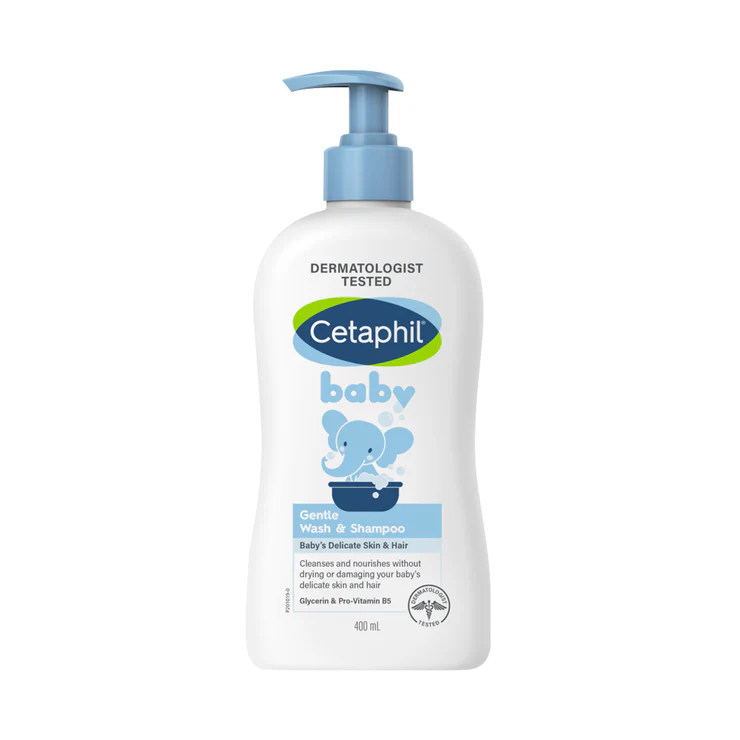 DERMATOLOGIST
TESTED
Cetaphil®
baby
Gentle
Wash & Shampoo
Baby's Delicate Skin & Hair
Cleanses and nourishes without
drying or damaging your baby's
delicate skin and hair
Glycerin & Pro-Vitamin B5
DERMATOLOGIST
TESTED
400 mL